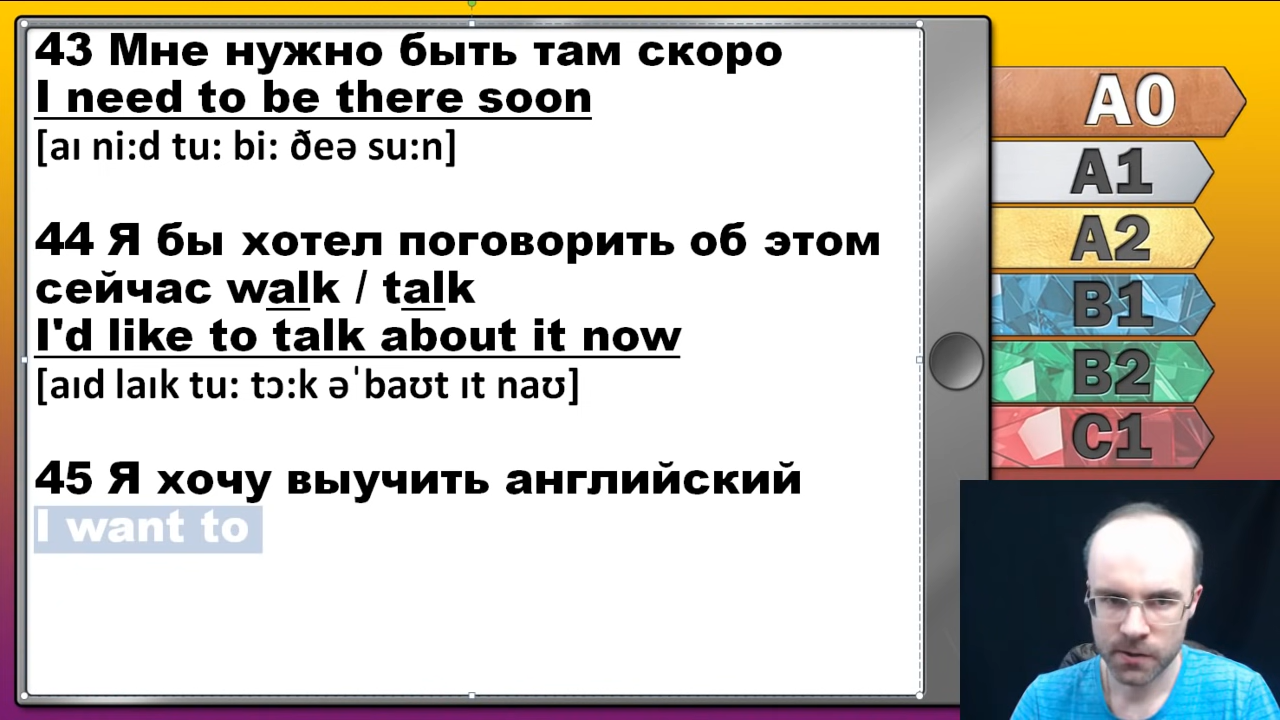 43 Мне нужно быть там скоро
I need to be there soon
[aɪ ni:d tu: bi: ðeə su:n]
44 Я бы хотел поговорить об этом
сейчас walk / talk
I'd like to talk about it now
[aɪd laɪk tu: tɔ:k əˈbaʊt ɪt naʊ]
45 Я хочу выучить английский
I want to
A0
A1
A2
B1
B2
C1